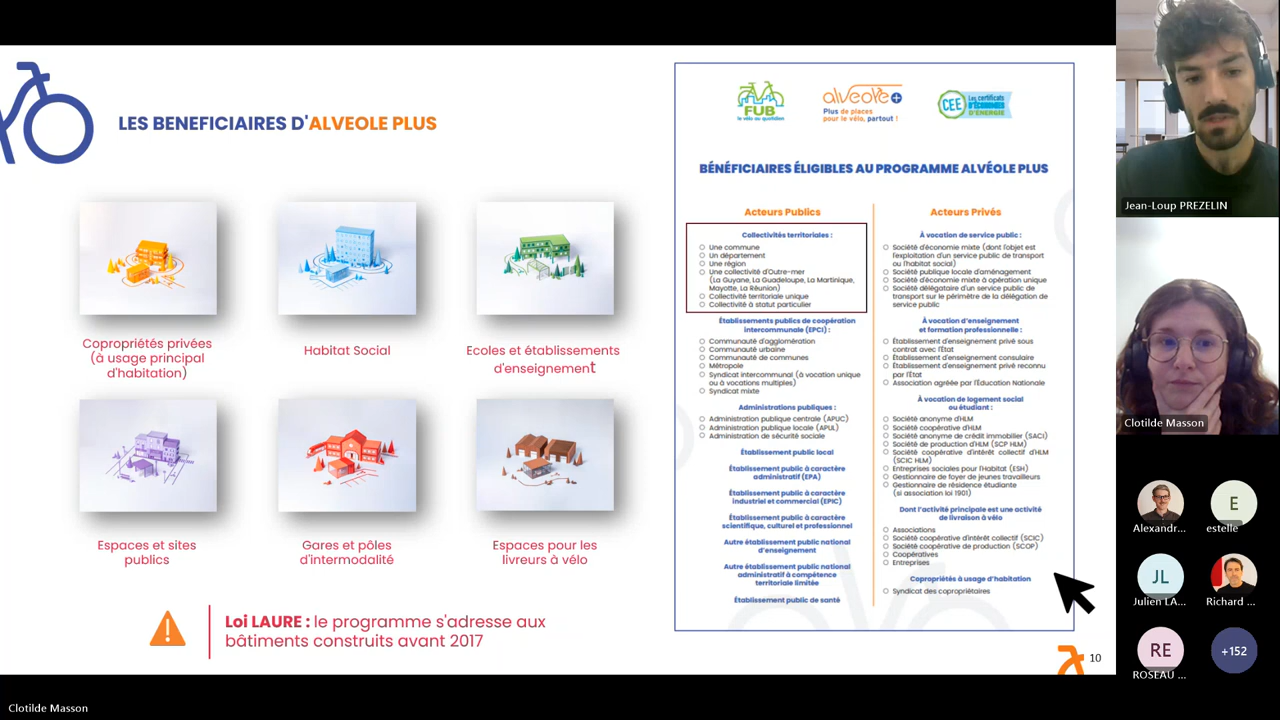 LES BENEFICIAIRES D'ALVEOLE PLUS
Copropriétés privées
(à usage principal
d'habitation)
Habitat Social
Ecoles et établissements
d'enseignement
Espaces et sites
publics
Gares et pôles
d'intermodalité
Espaces pour les
livreurs à vélo
Loi LAURE : le programme s'adresse aux
bâtiments construits avant 2017
FUB
le vélo au quotidien
alveole+
Plus de places
pour le vélo, partout !
CEE
Les certificats
d'ÉCONOMIES
D'ÉNERGIE
BÉNÉFICIAIRES ÉLIGIBLES AU PROGRAMME ALVÉOLE PLUS
Acteurs Publics
Collectivités territoriales :
Une commune
Un département
Une région
Une collectivité d'Outre-mer
(La Guyane, La Guadeloupe, La Martinique,
Mayotte, La Réunion)
Collectivité territoriale unique
Collectivité à statut particulier
Établissements publics de coopération
intercommunale (EPCI) :
Communauté d'agglomération
Communauté urbaine
Communauté de communes
Métropole
Syndicat intercommunal (à vocation unique
ou à vocations multiples)
Syndicat mixte
Administrations publiques :
Administration publique centrale (APUC)
Administration publique locale (APUL)
Administration de sécurité sociale
Établissement public local
Établissement public à caractère
administratif (EPA)
Établissement public à caractère
industriel et commercial (EPIC)
Établissement public à caractère
scientifique, culturel et professionnel
Autre établissement public national
d'enseignement
Autre établissement public national
administratif à compétence
territoriale limitée
Établissement public de santé
Acteurs Privés
À vocation de service public :
Société d'économie mixte (dont l'objet est
l'exploitation d'un service public de transport
ou l'habitat social)
Société publique locale d'aménagement
Société d'économie mixte à opération unique
Société délégataire d'un service public de
transport sur le périmètre de la délégation de
service public
À vocation d'enseignement
et formation professionnelle :
Établissement d'enseignement privé sous
contrat avec l'État
Établissement d'enseignement consulaire
Établissement d'enseignement privé reconnu
par l'État
Association agréée par l'Éducation Nationale
À vocation de logement social
ou étudiant :
Société anonyme d'HLM
Société coopérative d'HLM
Société anonyme de crédit immobilier (SACI)
Société de production d'HLM (SCP HLM)
Société coopérative d'intérêt collectif d'HLM
(SCIC HLM)
Entreprises sociales pour l'Habitat (ESH)
Gestionnaire de foyer de jeunes travailleurs
Gestionnaire de résidence étudiante
(si association loi 1901)
Dont l'activité principale est une activité
de livraison à vélo :
Associations
Société coopérative d'intérêt collectif (SCIC)
Société coopérative de production (SCOP)
Coopératives
Entreprises
Copropriétés à usage d'habitation
Syndicat des copropriétaires
10
Jean-Loup PREZELIN
Clotilde Masson
Alexandr...
E
estelle
JL
Julien LA...
Richard ...
RE
ROSEAU ...
+152
Clotilde Masson